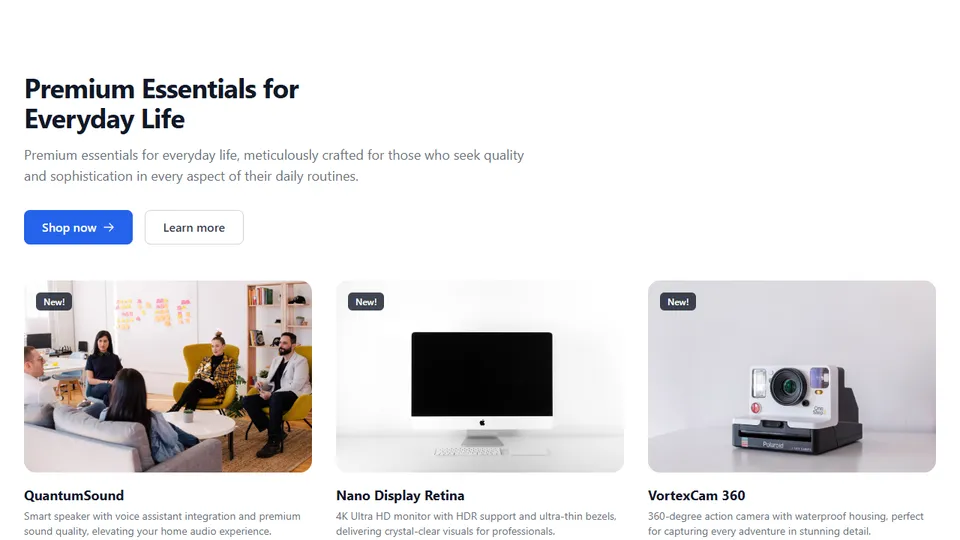 Premium Essentials for
Everyday Life
Premium essentials for everyday life, meticulously crafted for those who seek quality
and sophistication in every aspect of their daily routines.
Shop now →
Learn more
New!
New!
New!
Polaroid
QuantumSound
Smart speaker with voice assistant integration and premium
sound quality, elevating your home audio experience.
Nano Display Retina
4K Ultra HD monitor with HDR support and ultra-thin bezels,
delivering crystal-clear visuals for professionals.
VortexCam 360
360-degree action camera with waterproof housing, perfect
for capturing every adventure in stunning detail.